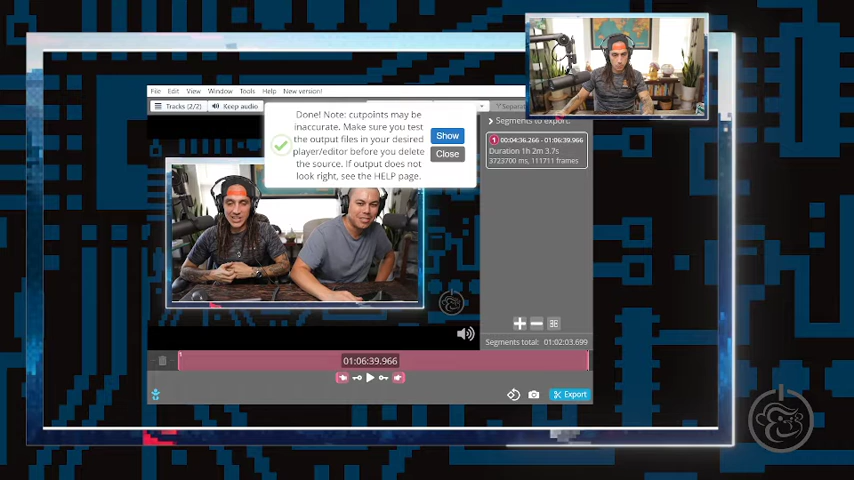 File Edit View Window Tools Help New version!
Tracks (2/2) Keep audio
Done! Note: cutpoints may be
inaccurate. Make sure you test
the output files in your desired
player/editor before you delete
the source. If output does not
look right, see the HELP page.
Show
Close
Segments to export:
1 00:04:36.266 - 01:06:39.966
Duration 1h 2m 3.7s
3723700 ms, 111711 frames
Segments total: 01:02:03.699
1
01:06:39.966
Export